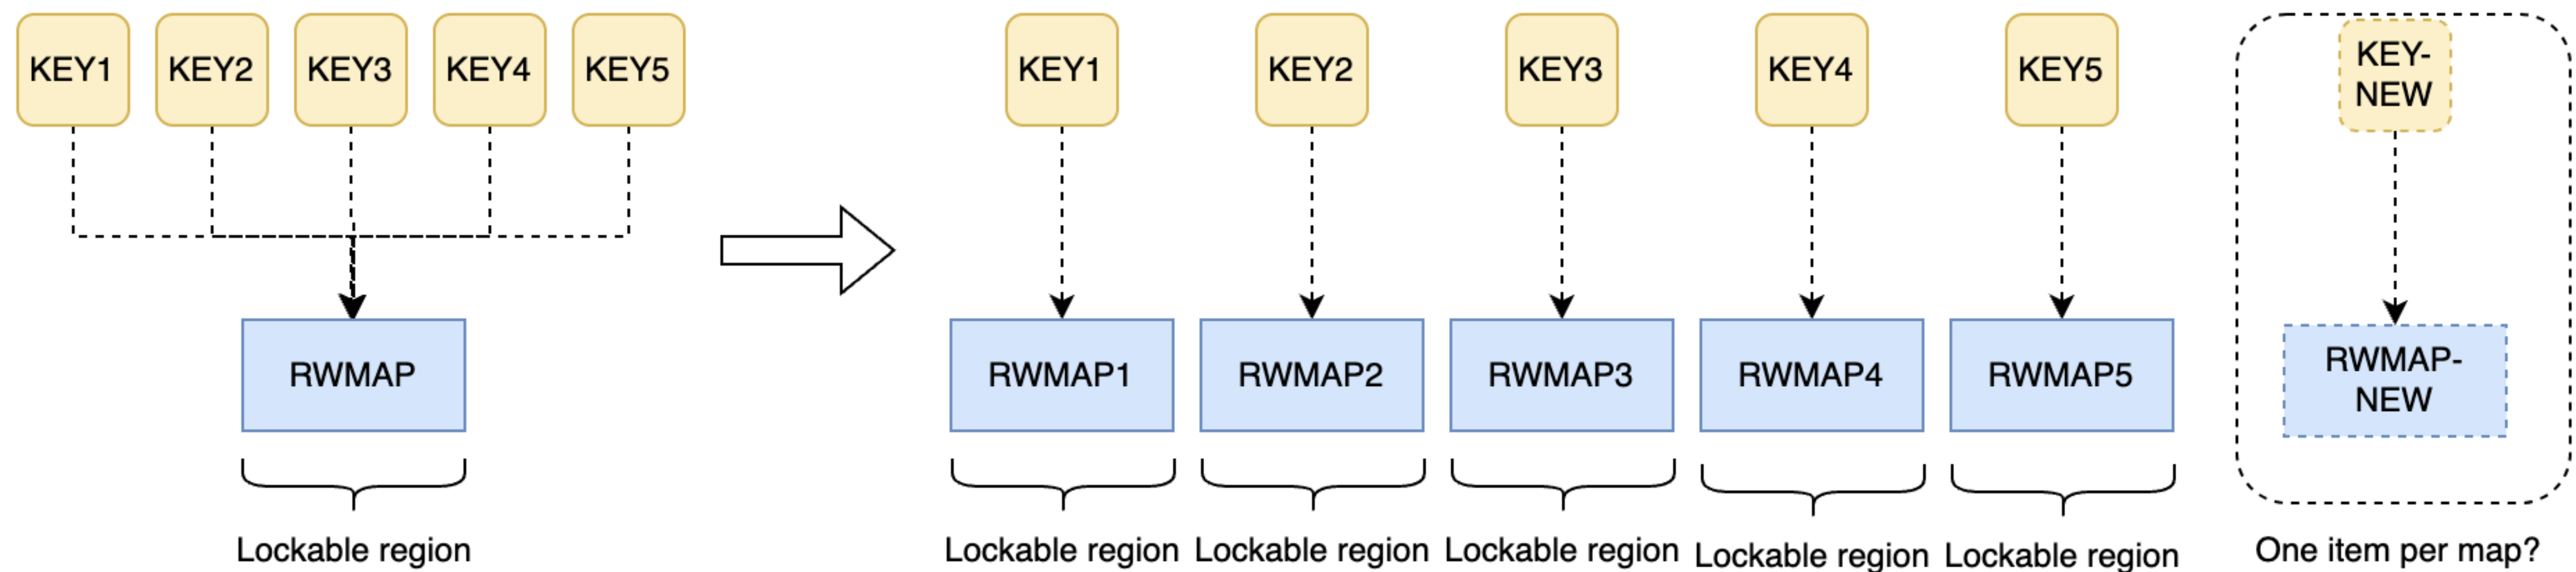 KEY1
KEY2
KEY3
KEY4
KEY5
RWMAP
Lockable region
KEY1
KEY2
KEY3
KEY4
KEY5
KEY-
NEW
RWMAP1
RWMAP2
RWMAP3
RWMAP4
RWMAP5
RWMAP-
NEW
Lockable region
Lockable region
Lockable region
Lockable region
Lockable region
One item per map?